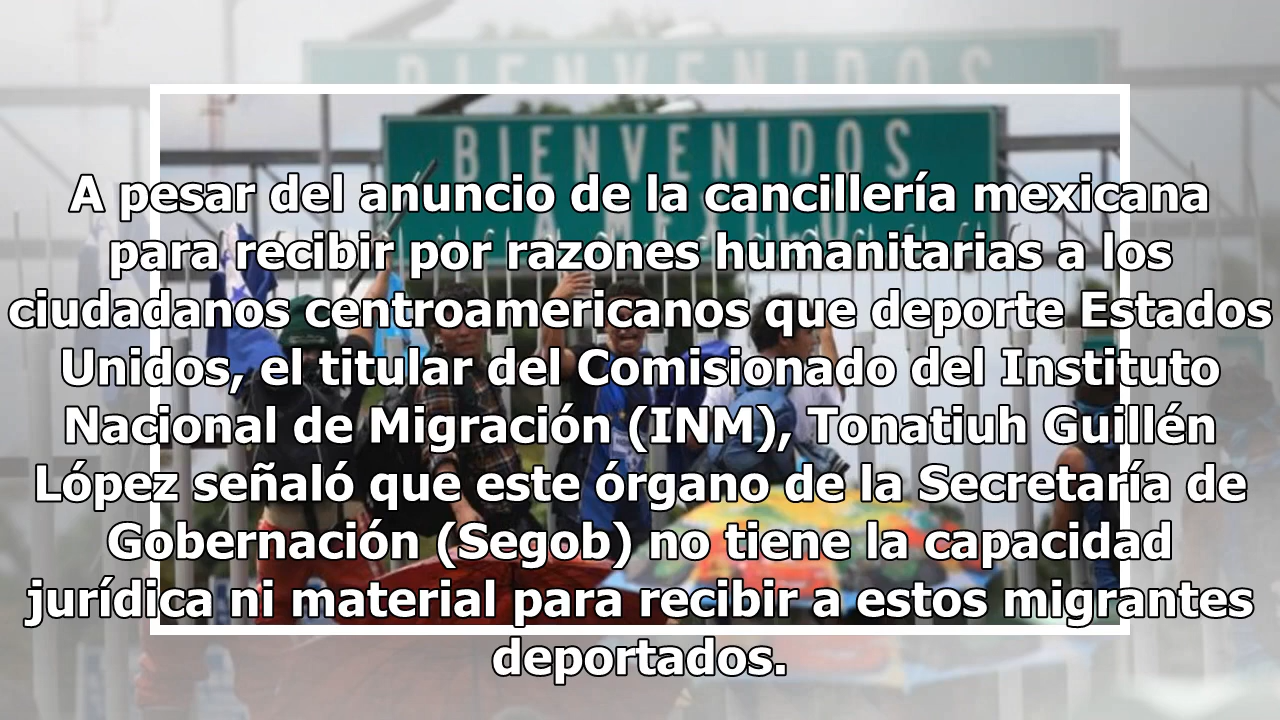 BIENVENIDOS
BIENVENIDOS
A pesar del anuncio de la cancillería mexicana
para recibir por razones humanitarias a los
ciudadanos centroamericanos que deporte Estados
Unidos, el titular del Comisionado del Instituto
Nacional de Migración (INM), Tonatiuh Guillén
López señaló que este órgano de la Secretaría de
Gobernación (Segob) no tiene la capacidad
jurídica ni material para recibir a estos migrantes
deportados.